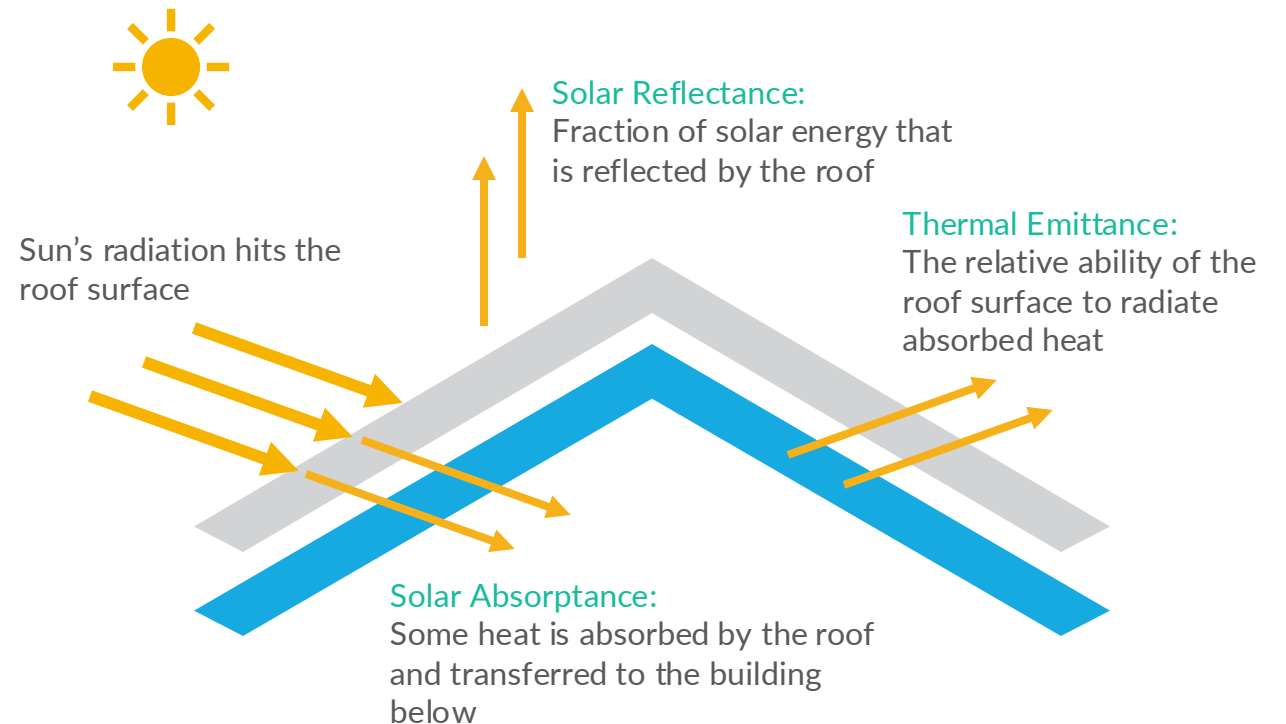 Solar Reflectance:
Fraction of solar energy that
is reflected by the roof
Sun's radiation hits the
roof surface
Thermal Emittance:
The relative ability of the
roof surface to radiate
absorbed heat
Solar Absorptance:
Some heat is absorbed by the roof
and transferred to the building
below